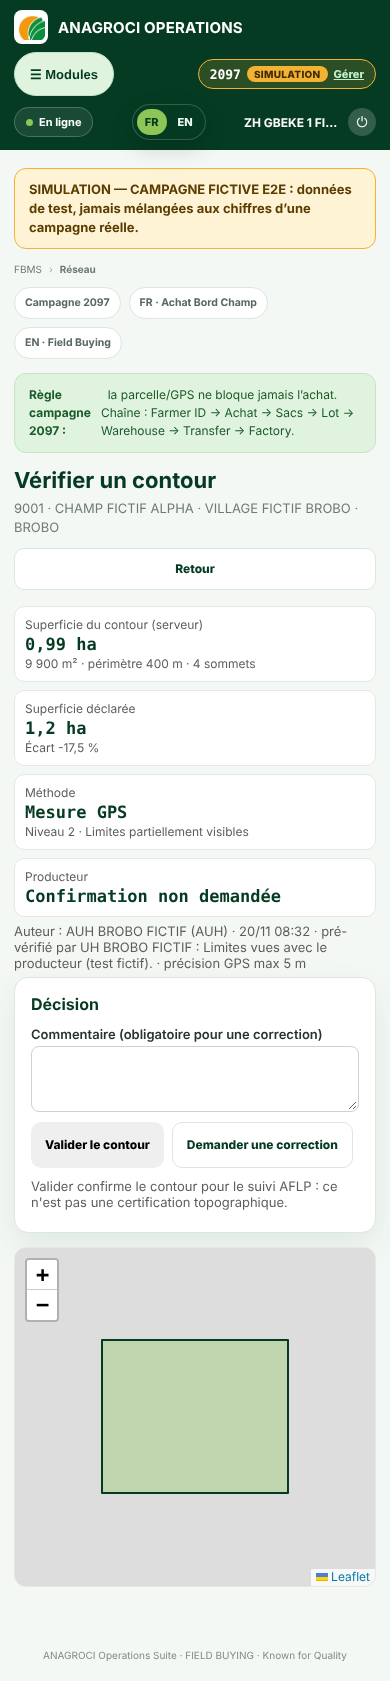 ANAGROCI OPERATIONS
☰ Modules
2097 SIMULATION Gérer
En ligne
FR EN
ZH GBEKE 1 FI...
SIMULATION — CAMPAGNE FICTIVE E2E : données
de test, jamais mélangées aux chiffres d’une
campagne réelle.
FBMS › Réseau
Campagne 2097
FR · Achat Bord Champ
EN · Field Buying
Règle campagne 2097 :
la parcelle/GPS ne bloque jamais l’achat.
Chaîne : Farmer ID → Achat → Sacs → Lot →
Warehouse → Transfer → Factory.
Vérifier un contour
9001 · CHAMP FICTIF ALPHA · VILLAGE FICTIF BROBO ·
BROBO
Retour
Superficie du contour (serveur)
0,99 ha
9 900 m² · périmètre 400 m · 4 sommets
Superficie déclarée
1,2 ha
Écart -17,5 %
Méthode
Mesure GPS
Niveau 2 · Limites partiellement visibles
Producteur
Confirmation non demandée
Auteur : AUH BROBO FICTIF (AUH) · 20/11 08:32 · pré-
vérifié par UH BROBO FICTIF : Limites vues avec le
producteur (test fictif). · précision GPS max 5 m
Décision
Commentaire (obligatoire pour une correction)
Valider le contour
Demander une correction
Valider confirme le contour pour le suivi AFLP : ce
n'est pas une certification topographique.
+
−
Leaflet
ANAGROCI Operations Suite · FIELD BUYING · Known for Quality